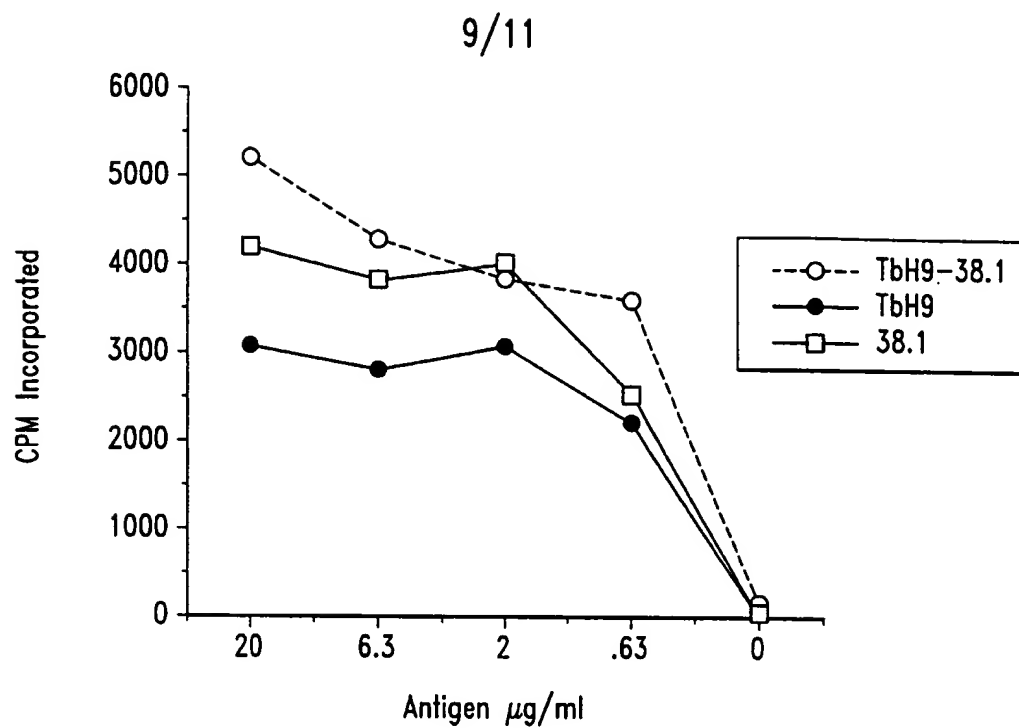 9/11
6000
5000
4000
3000
2000
1000
0
CPM Incorporated
20 6.3 2 .63 0
Antigen μg/ml
TbH9-38.1
TbH9
38.1